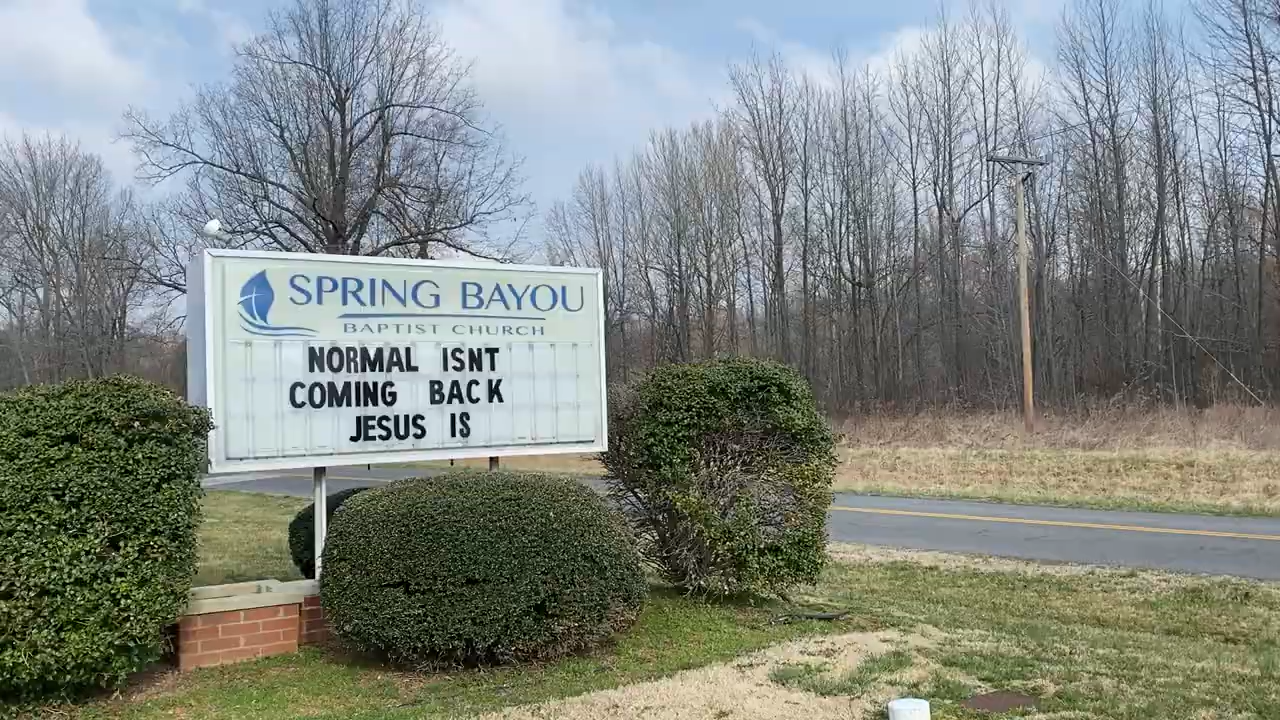 SPRING BAYOU
BAPTIST CHURCH
NORMAL ISNT
COMING BACK
JESUS IS